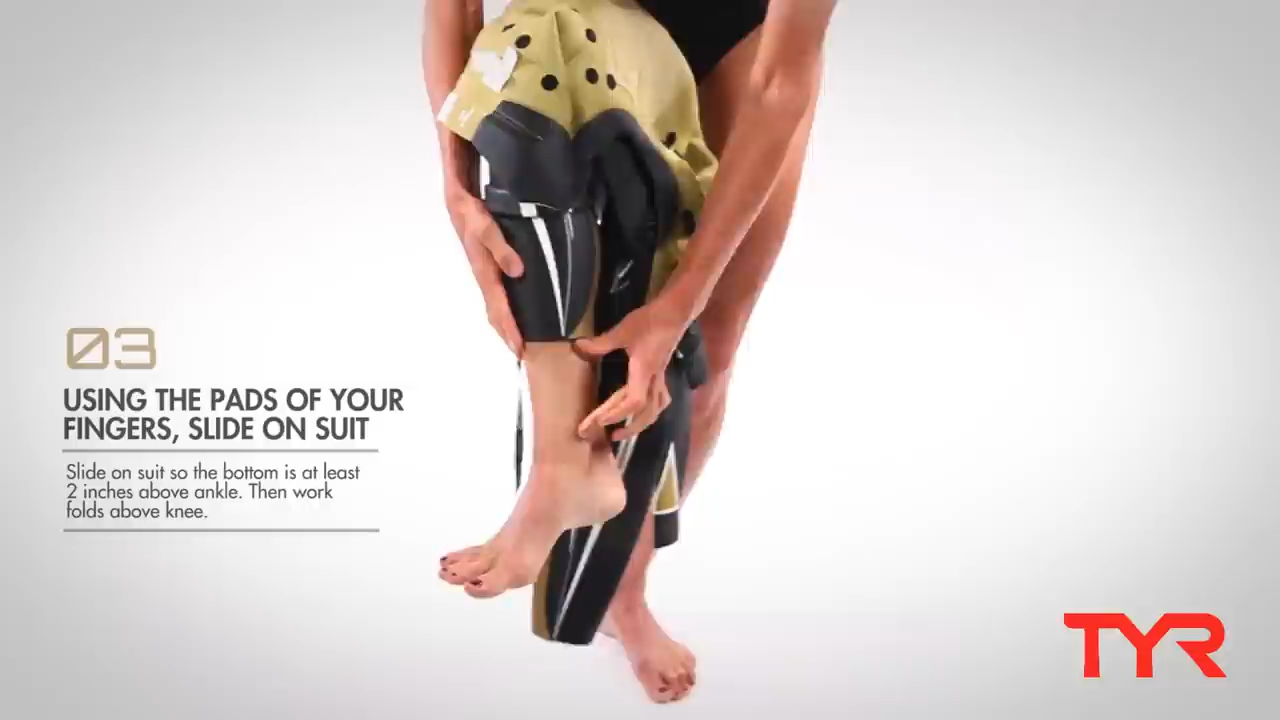 03
USING THE PADS OF YOUR
FINGERS, SLIDE ON SUIT
Slide on suit so the bottom is at least
2 inches above ankle. Then work
folds above knee.
TYR